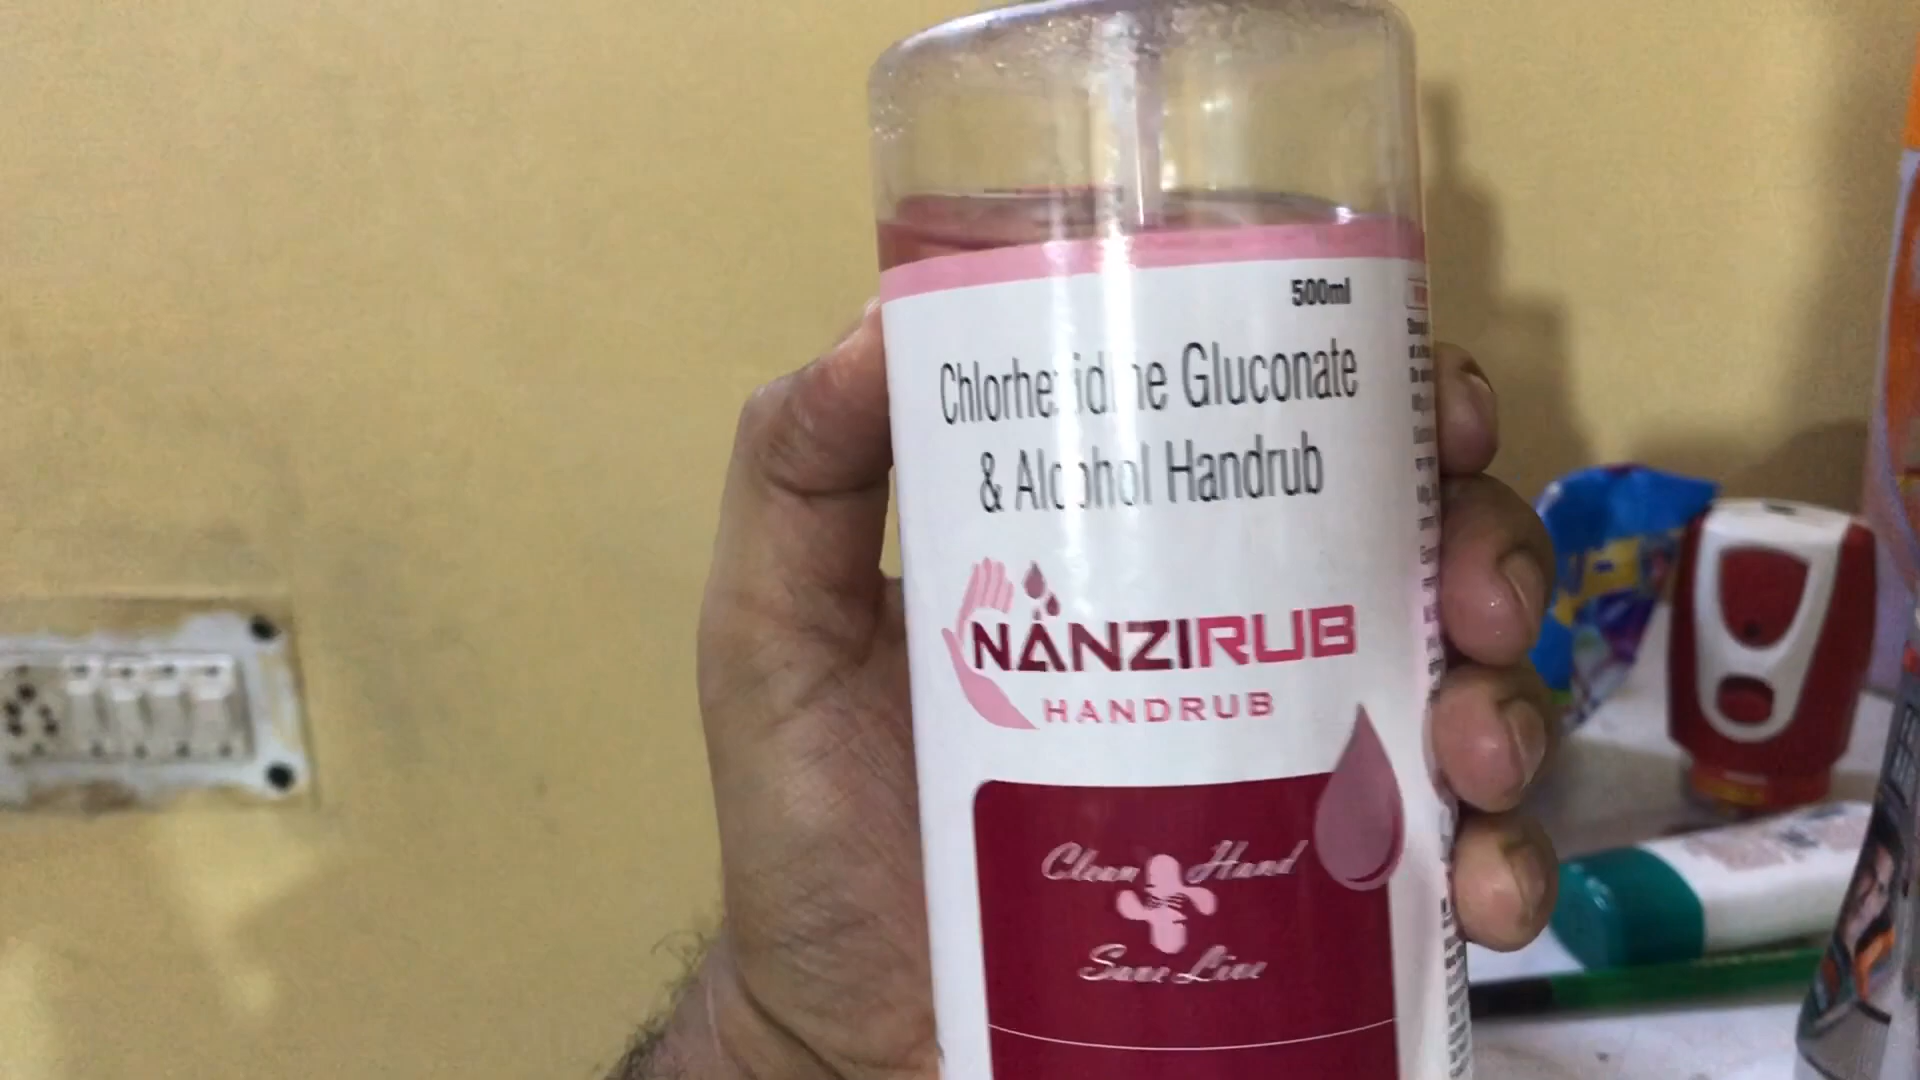 500ml
Chlorhexidine Gluconate
& Alcohol Handrub
NANZIRUB
HANDRUB
Clean Hand
Save Live